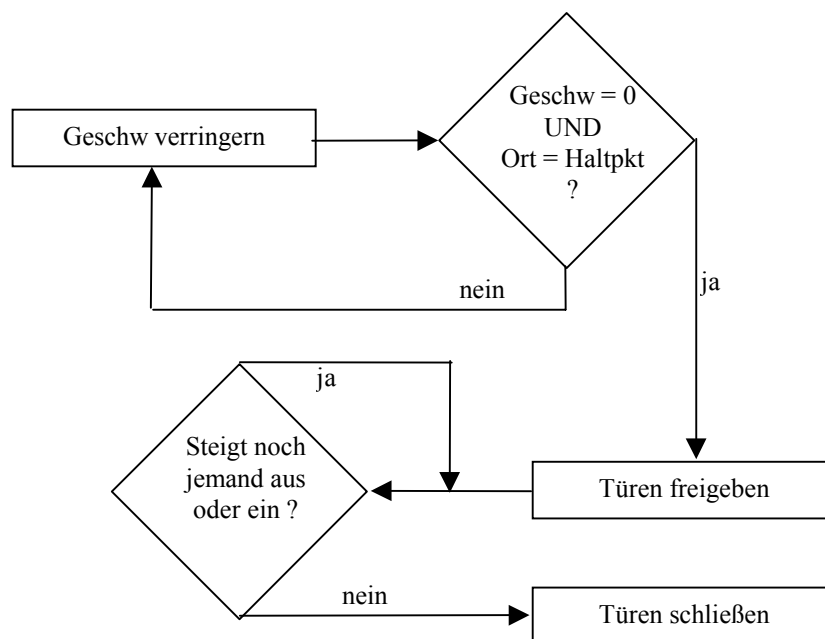 Geschw verringern
Geschw = 0
UND
Ort = Haltpkt
?
nein
ja
ja
Steigt noch
jemand aus
oder ein ?
Türen freigeben
nein
Türen schließen